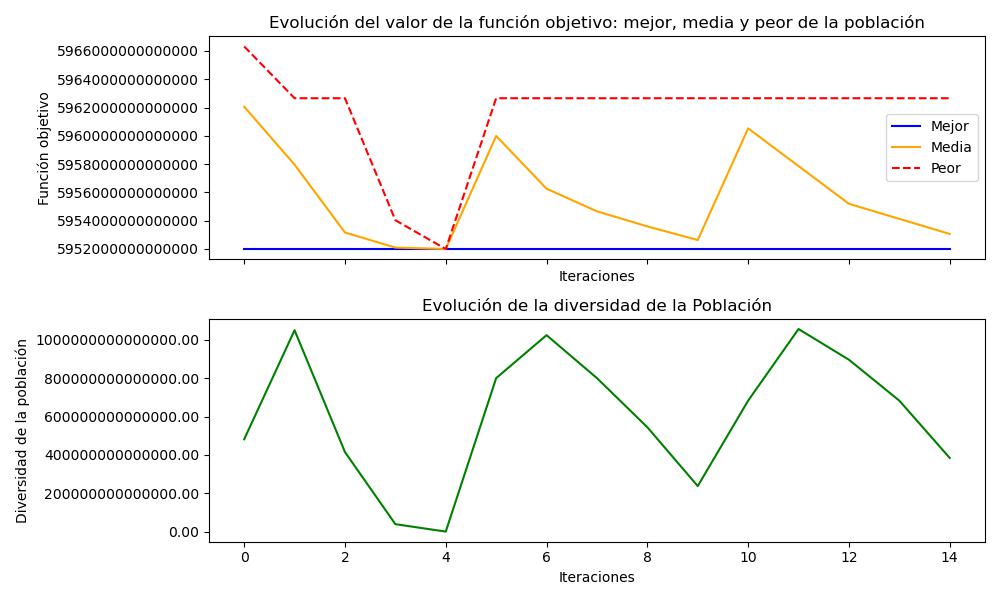 Evolución del valor de la función objetivo: mejor, media y peor de la población
Función objetivo
5966000000000000
5964000000000000
5962000000000000
5960000000000000
5958000000000000
5956000000000000
5954000000000000
5952000000000000
Mejor
Media
Peor
Iteraciones
Evolución de la diversidad de la Población
Diversidad de la población
1000000000000000.00
800000000000000.00
600000000000000.00
400000000000000.00
200000000000000.00
0.00
0 2 4 6 8 10 12 14
Iteraciones